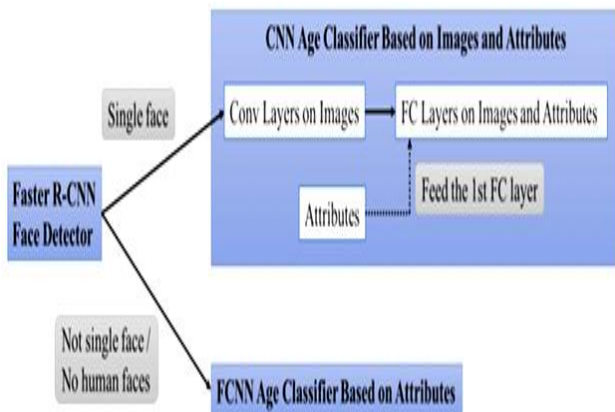 CNN Age Classifier Based on Images and Attributes
Single face
Conv Layers on Images
FC Layers on Images and Attributes
Faster R-CNN
Face Detector
Attributes
Feed the 1st FC layer
Not single face /
No human faces
FCNN Age Classifier Based on Attributes